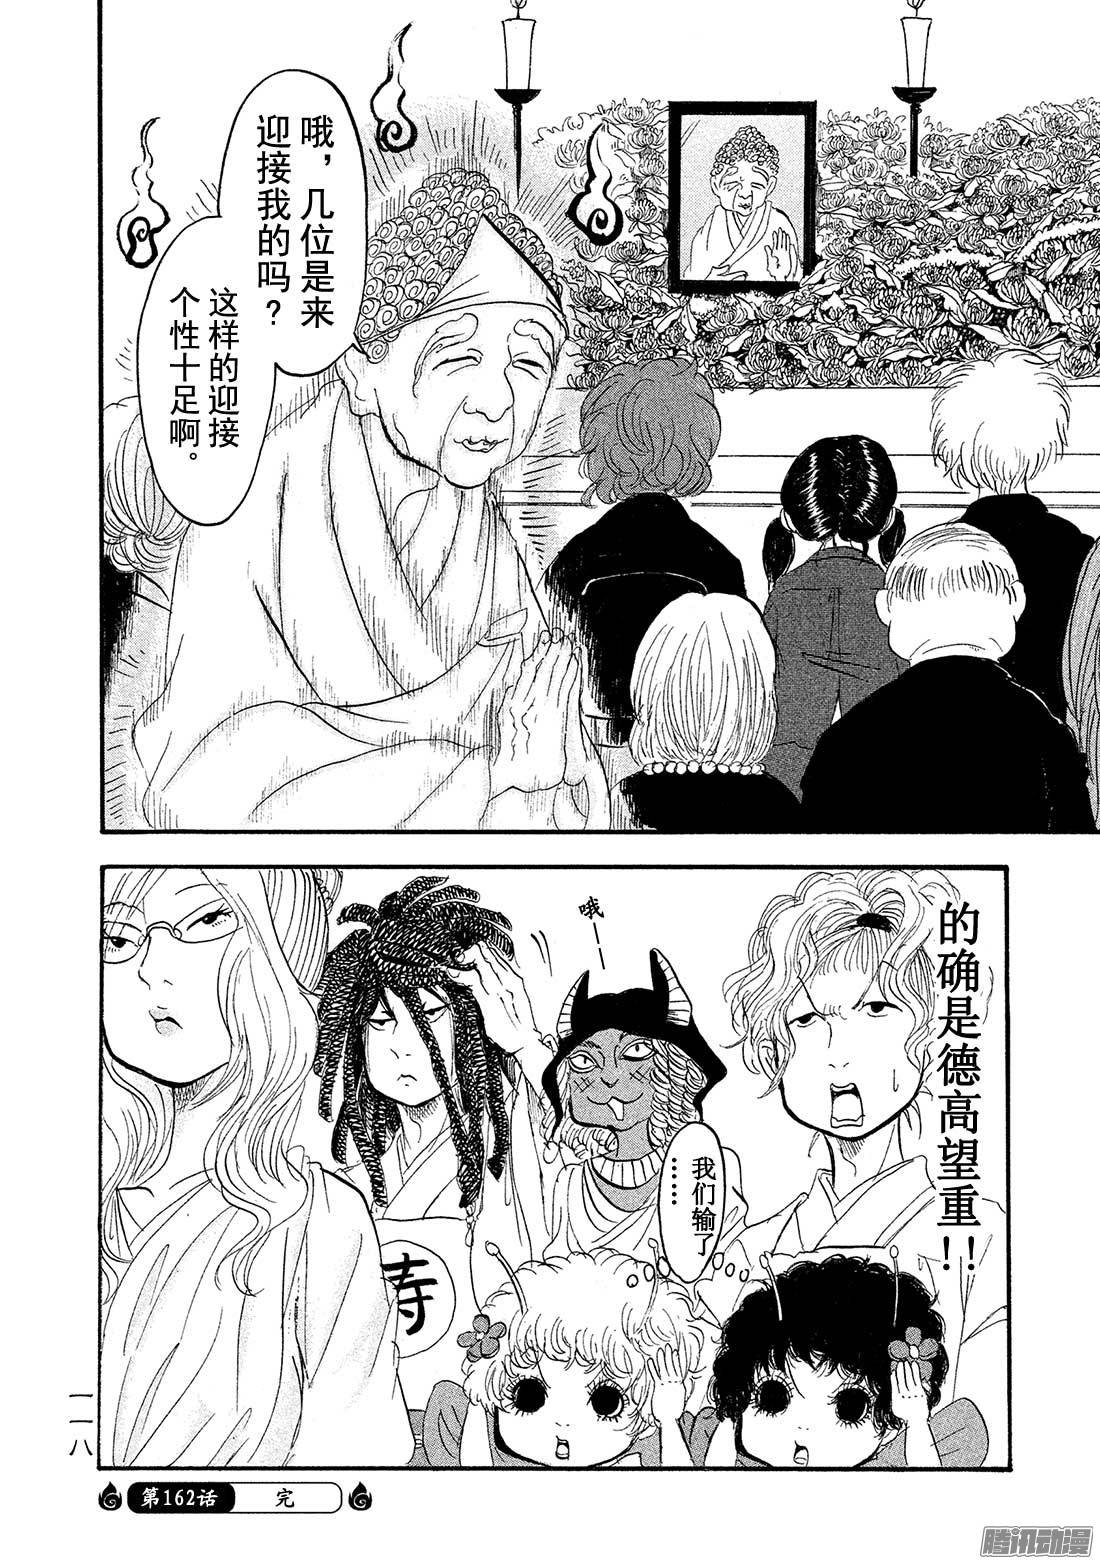 哦，几位是来
迎接我的吗？
这样的迎接
个性十足啊。
的确是德高望重！！
哦——
我们输了
……
寿
一一八
第162话
完
腾讯动漫